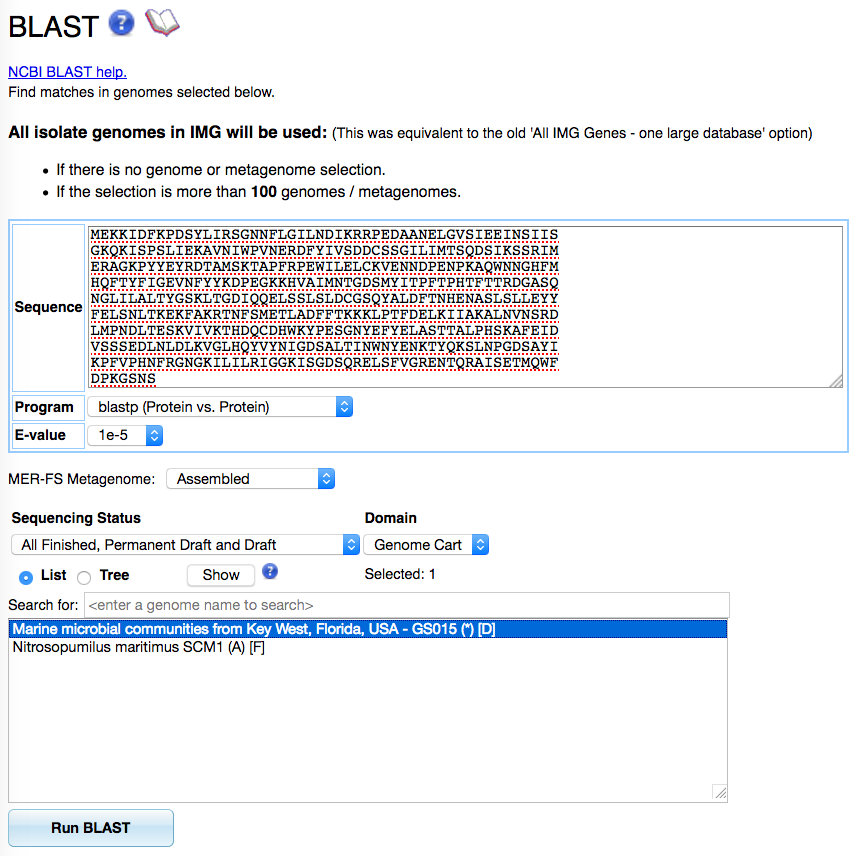 BLAST ?
NCBI BLAST help.
Find matches in genomes selected below.
All isolate genomes in IMG will be used: (This was equivalent to the old 'All IMG Genes - one large database' option)
• If there is no genome or metagenome selection.
• If the selection is more than 100 genomes / metagenomes.
Sequence
MEKKIDFKPDSYLIRSGNNFLGILNDIKRRPEDAANELGVSIEEINSIIS
GKQKISPSLIEKAVNIWPVNERDFYIVSDDCSSGILIMTSQDSIKSSRIM
ERAGKPYYEYRDTAMSKTAPFRPEWILELCKVENNDPENPKAQWNNGHFM
HQFTYFIGEVNFYYKDPEGKKHVAIMNTGDSMYITPFTPHTFTTRDGASQ
NGLILALTYGSKLTGDIQQELSSLSLDCGSQYALDFTNHENASLSLLEYY
FELSNLTKEKFAKRTNFSMETLADFFTKKKLPTFDELKIIAKALNVNSRD
LMPNDLTESKVIVKTHDQCDHWKYPESGNYEFYELASTTALPHSKAFEID
VSSSEDLNLDLKVGLHQYVYNIGDSALTINWNYENKTYQKSLNPGDSAYI
KPFVPHNFRGNGKILILRIGGKISGDSQRELSFVGRENTQRAISETMQWF
DPKGSNS
Program blastp (Protein vs. Protein)
E-value 1e-5
MER-FS Metagenome: Assembled
Sequencing Status Domain
All Finished, Permanent Draft and Draft Genome Cart
List Tree Show ? Selected: 1
Search for: <enter a genome name to search>
Marine microbial communities from Key West, Florida, USA - GS015 (*) [D]
Nitrosopumilus maritimus SCM1 (A) [F]
Run BLAST